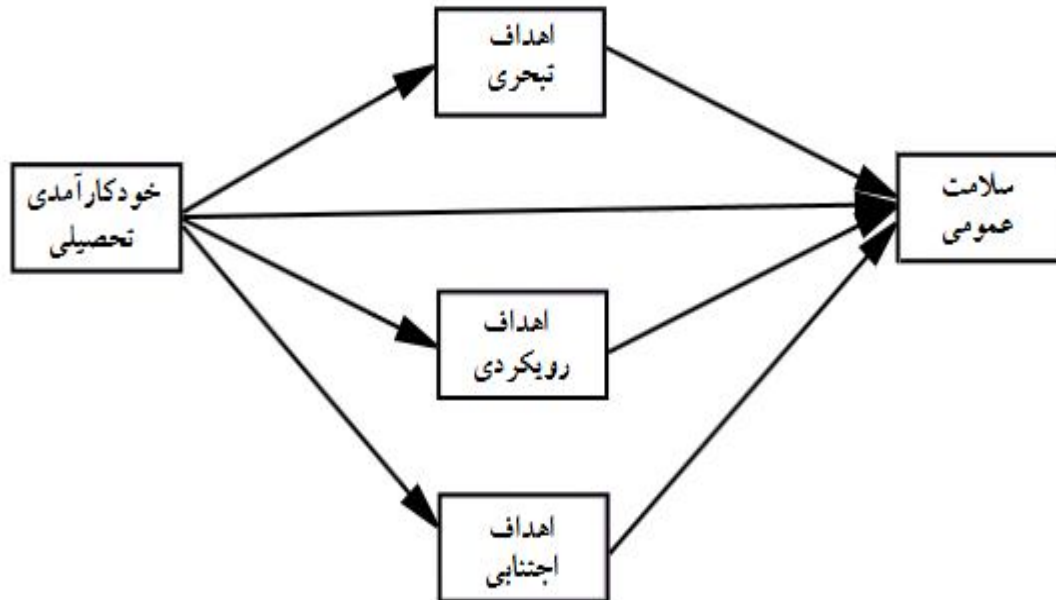 اهداف
تبحری
خودکارآمدی
تحصیلی
سلامت
عمومی
اهداف
رویکردی
اهداف
اجتنابی